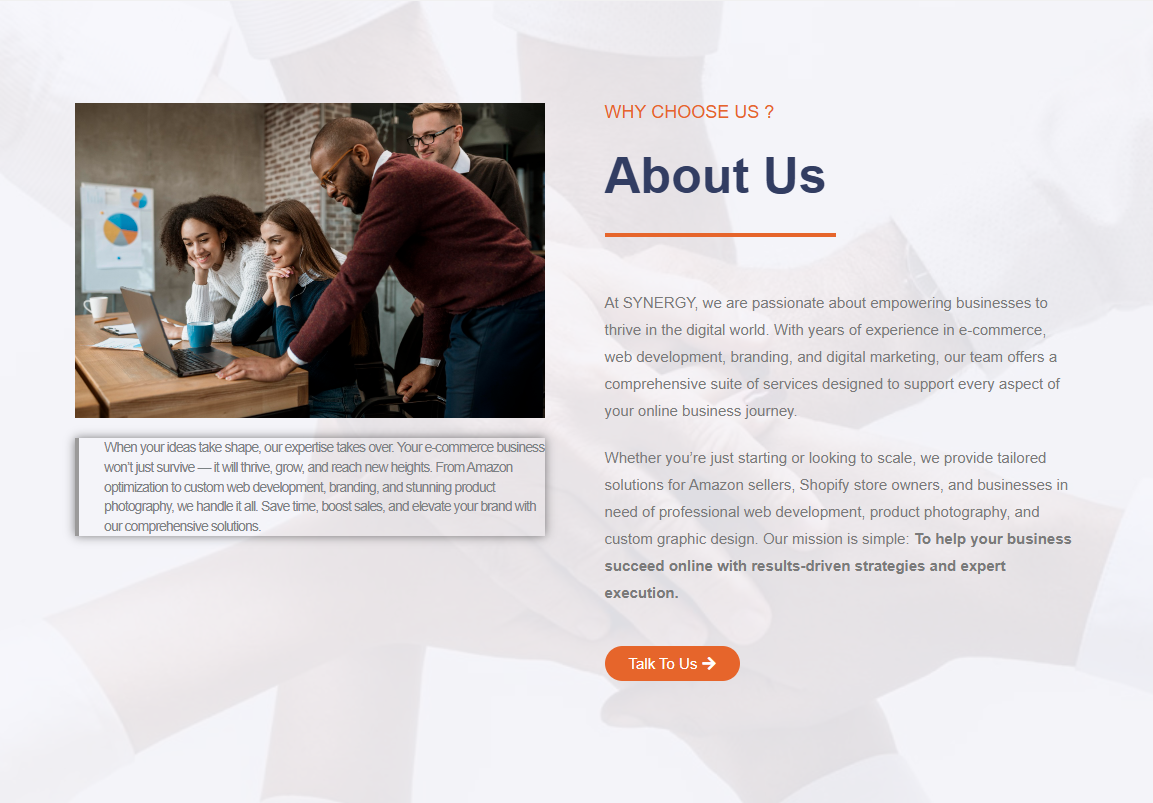 WHY CHOOSE US ?
About Us
At SYNERGY, we are passionate about empowering businesses to
thrive in the digital world. With years of experience in e-commerce,
web development, branding, and digital marketing, our team offers a
comprehensive suite of services designed to support every aspect of
your online business journey.
Whether you’re just starting or looking to scale, we provide tailored
solutions for Amazon sellers, Shopify store owners, and businesses in
need of professional web development, product photography, and
custom graphic design. Our mission is simple: To help your business
succeed online with results-driven strategies and expert
execution.
Talk To Us
When your ideas take shape, our expertise takes over. Your e-commerce business
won’t just survive — it will thrive, grow, and reach new heights. From Amazon
optimization to custom web development, branding, and stunning product
photography, we handle it all. Save time, boost sales, and elevate your brand with
our comprehensive solutions.